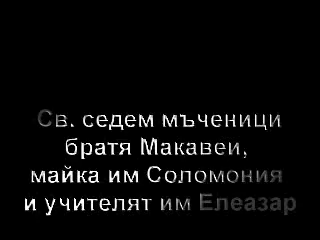 Св. седем мъченици
братя Макавеи,
майка им Соломония
и учителят им Елеазар